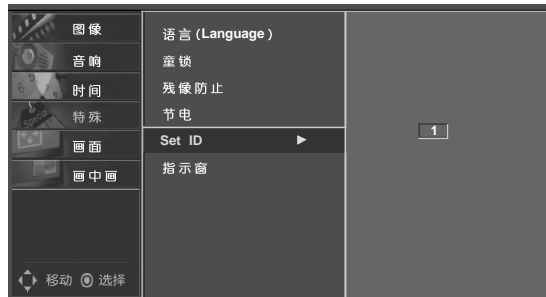 图像
音响
时间
特殊
画面
画中画
移动 选择
语言(Language)
童锁
残像防止
节电
Set ID
指示窗
1